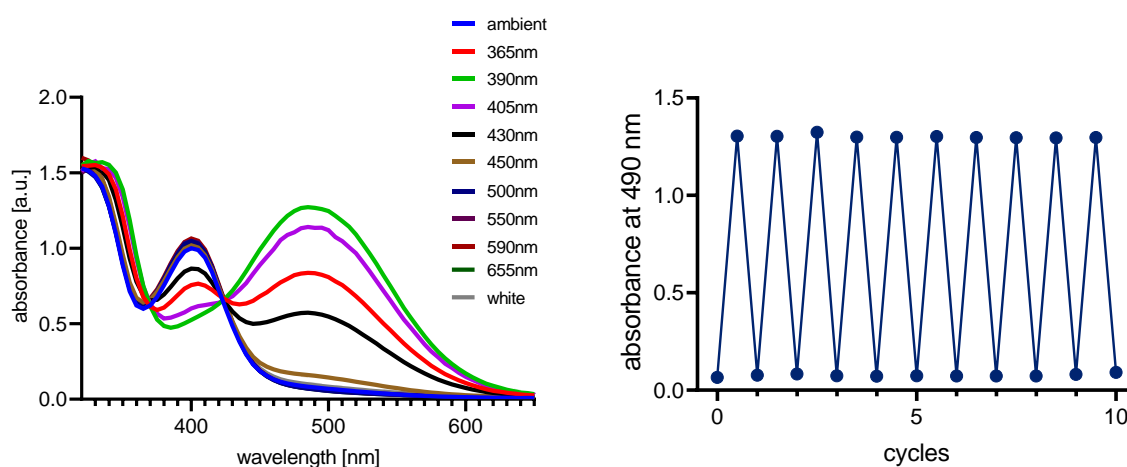 ambient
365nm
390nm
405nm
430nm
450nm
500nm
550nm
590nm
655nm
white
absorbance [a.u.]
2.0
1.5
1.0
0.5
0.0
400
500
600
wavelength [nm]
absorbance at 490 nm
1.5
1.0
0.5
0.0
0
5
10
cycles